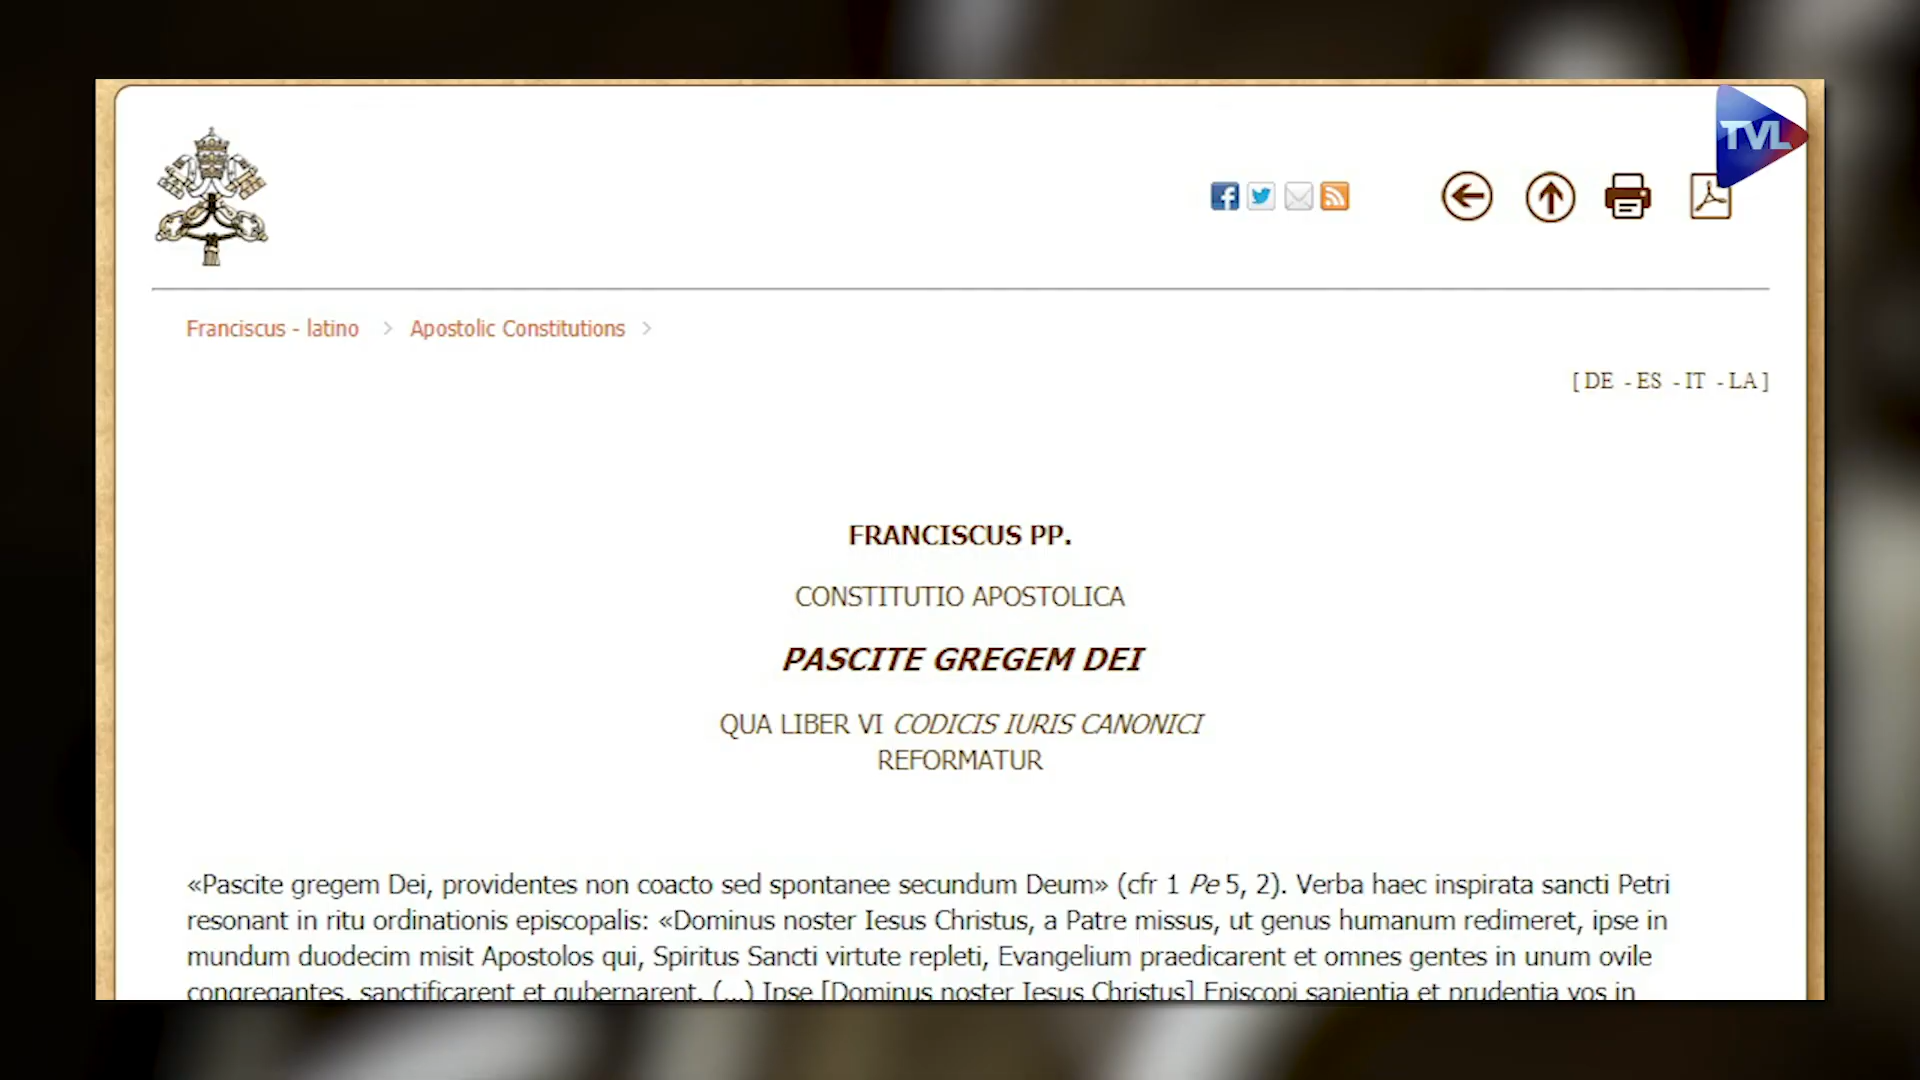 TVL
Franciscus - latino > Apostolic Constitutions >
[ DE - ES - IT - LA ]
FRANCISCUS PP.
CONSTITUTIO APOSTOLICA
PASCITE GREGEM DEI
QUA LIBER VI CODICIS IURIS CANONICI
REFORMATUR
«Pascite gregem Dei, providentes non coacto sed spontanee secundum Deum» (cfr 1 Pe 5, 2). Verba haec inspirata sancti Petri
resonant in ritu ordinationis episcopalis: «Dominus noster Iesus Christus, a Patre missus, ut genus humanum redimeret, ipse in
mundum duodecim misit Apostolos qui, Spiritus Sancti virtute repleti, Evangelium praedicarent et omnes gentes in unum ovile
congregantes, sanctificarent et gubernarent. (...) Ipse [Dominus noster Iesus Christus] Episcopi sapientia et prudentia vos in